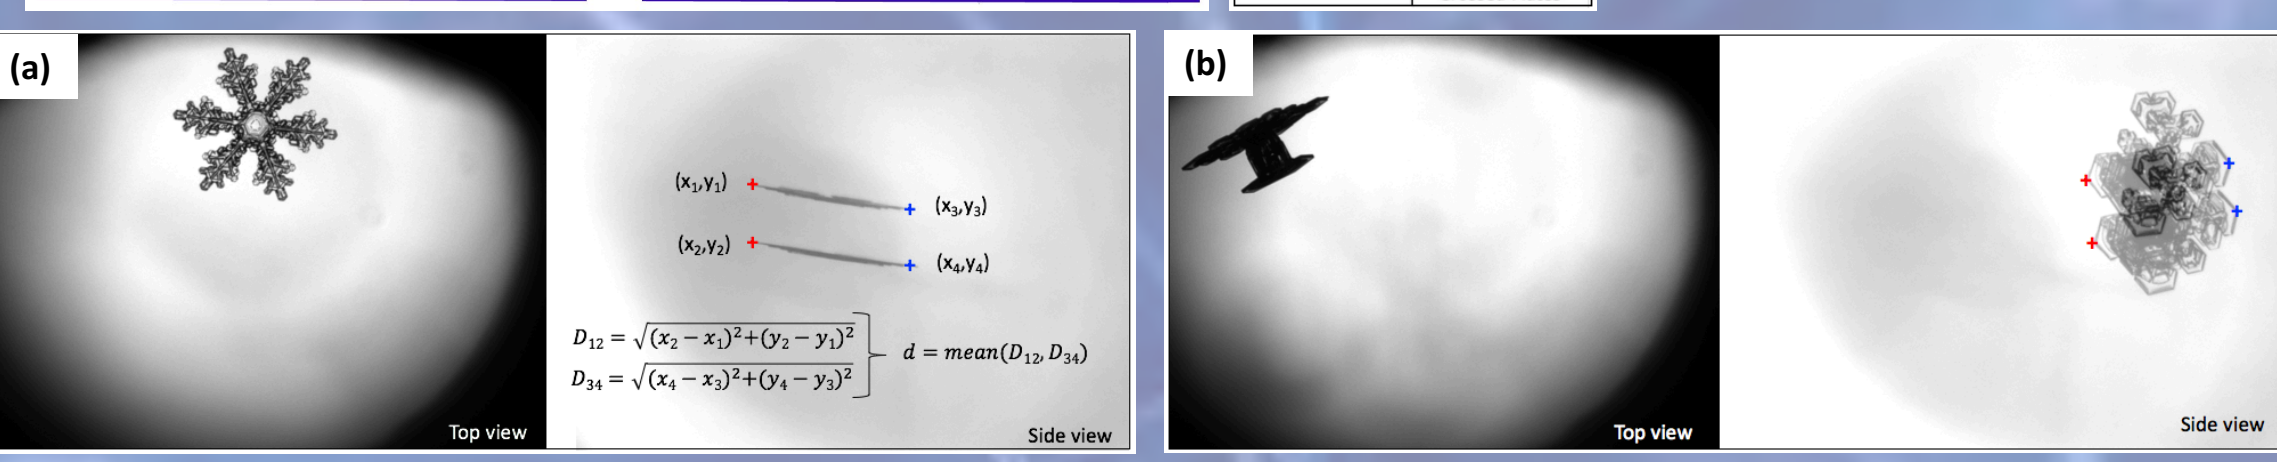 (a)
(x₁,y₁)
(x₃,y₃)
(x₂,y₂)
(x₄,y₄)
D₁₂ = √(x₂ − x₁)²+(y₂ − y₁)²
d = mean(D₁₂, D₃₄)
D₃₄ = √(x₄ − x₃)²+(y₄ − y₃)²
Top view
Side view
(b)
Top view
Side view